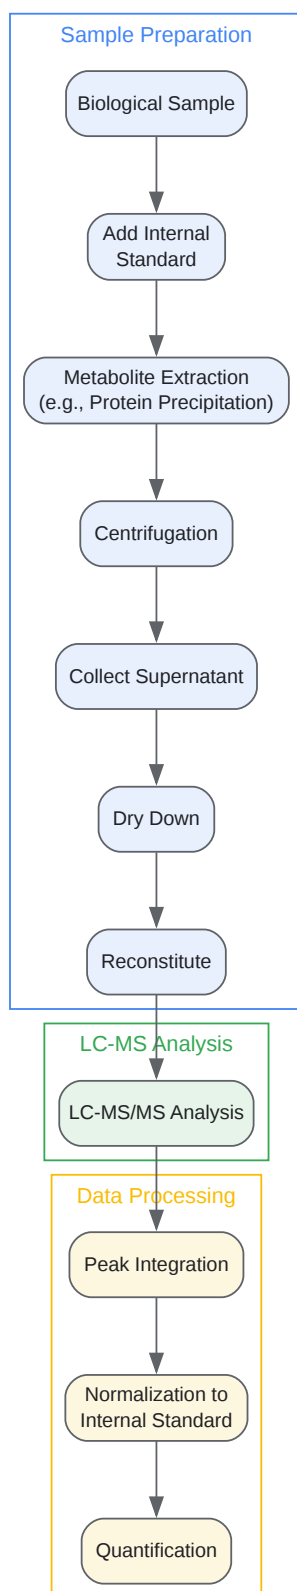 Sample Preparation
Biological Sample
Add Internal
Standard
Metabolite Extraction
(e.g., Protein Precipitation)
Centrifugation
Collect Supernatant
Dry Down
Reconstitute
LC-MS Analysis
LC-MS/MS Analysis
Data Processing
Peak Integration
Normalization to
Internal Standard
Quantification